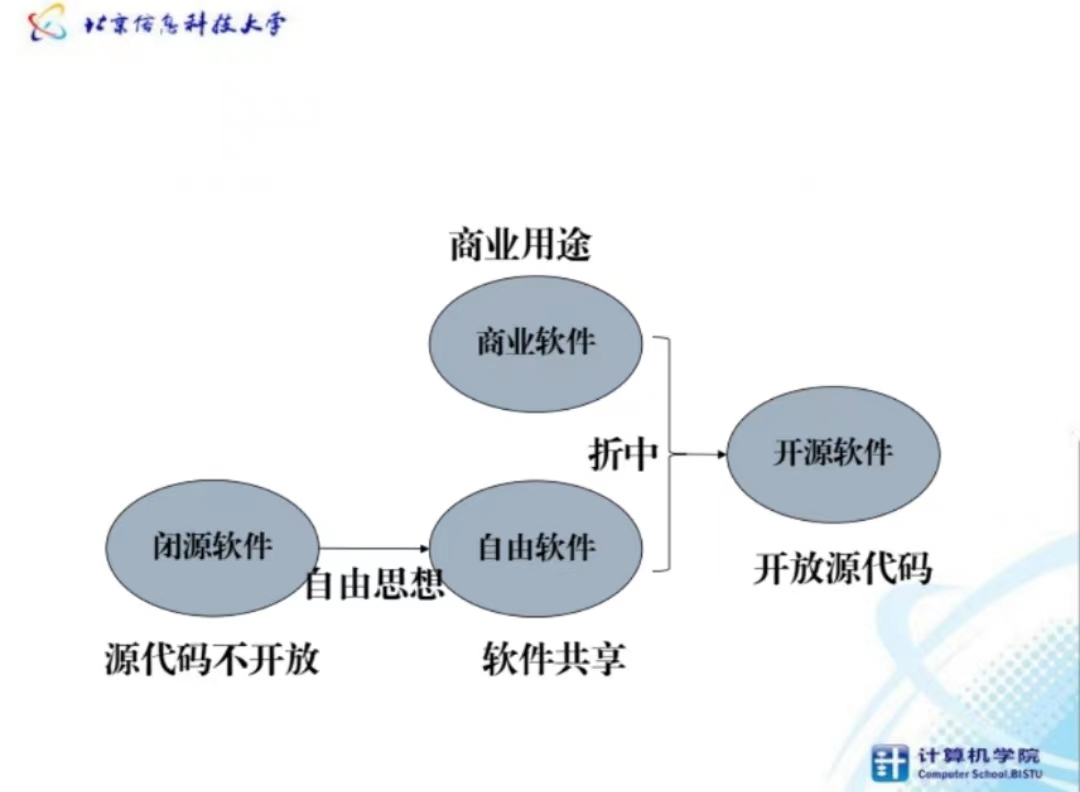 北京信息科技大学
商业用途
商业软件
折中
开源软件
闭源软件
自由软件
自由思想
开放源代码
源代码不开放
软件共享
计算机学院
Computer School,BISTU